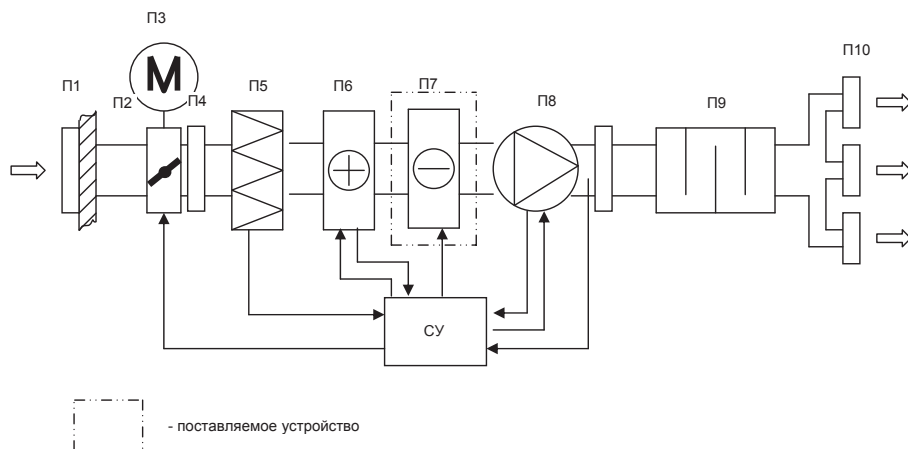 П3
П10
П1
П2
П4
П5
П6
П7
П8
П9
М
СУ
- поставляемое устройство